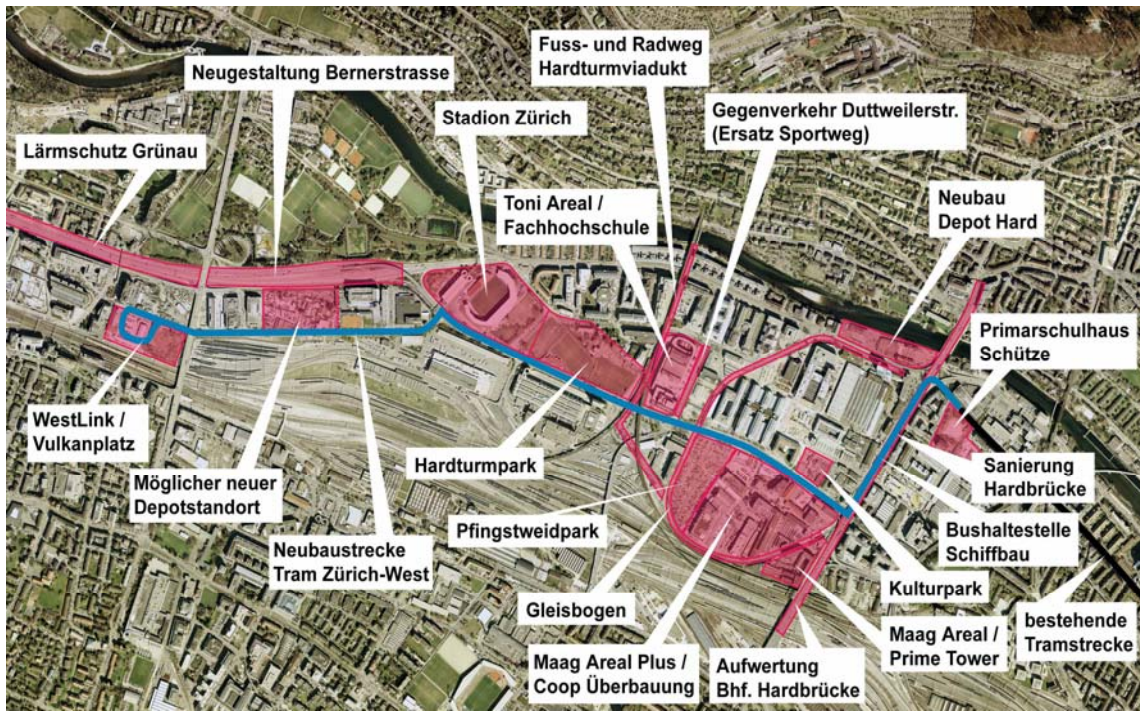 Fuss- und Radweg
Hardturmviadukt
Neugestaltung Bernerstrasse
Stadion Zürich
Gegenverkehr Duttweilerstr.
(Ersatz Sportweg)
Lärmschutz Grünau
Toni Areal /
Fachhochschule
Neubau
Depot Hard
Primarschulhaus
Schütze
WestLink /
Vulkanplatz
Hardturmpark
Möglicher neuer
Depotstandort
Sanierung
Hardbrücke
Pfingstweidpark
Neubaustrecke
Tram Zürich-West
Bushaltestelle
Schiffbau
Kulturpark
Gleisbogen
bestehende
Tramstrecke
Maag Areal Plus /
Coop Überbauung
Aufwertung
Bhf. Hardbrücke
Maag Areal /
Prime Tower